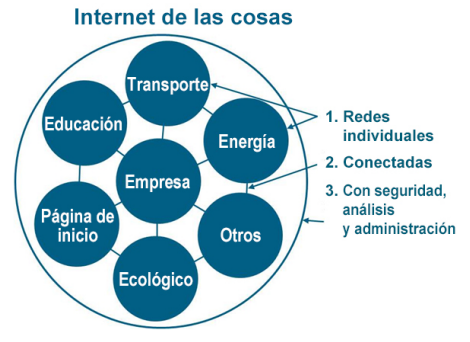 Internet de las cosas
Transporte
Educación
Energía
Empresa
Página de
inicio
Otros
Ecológico
1. Redes
individuales
2. Conectadas
3. Con seguridad,
análisis
y administración